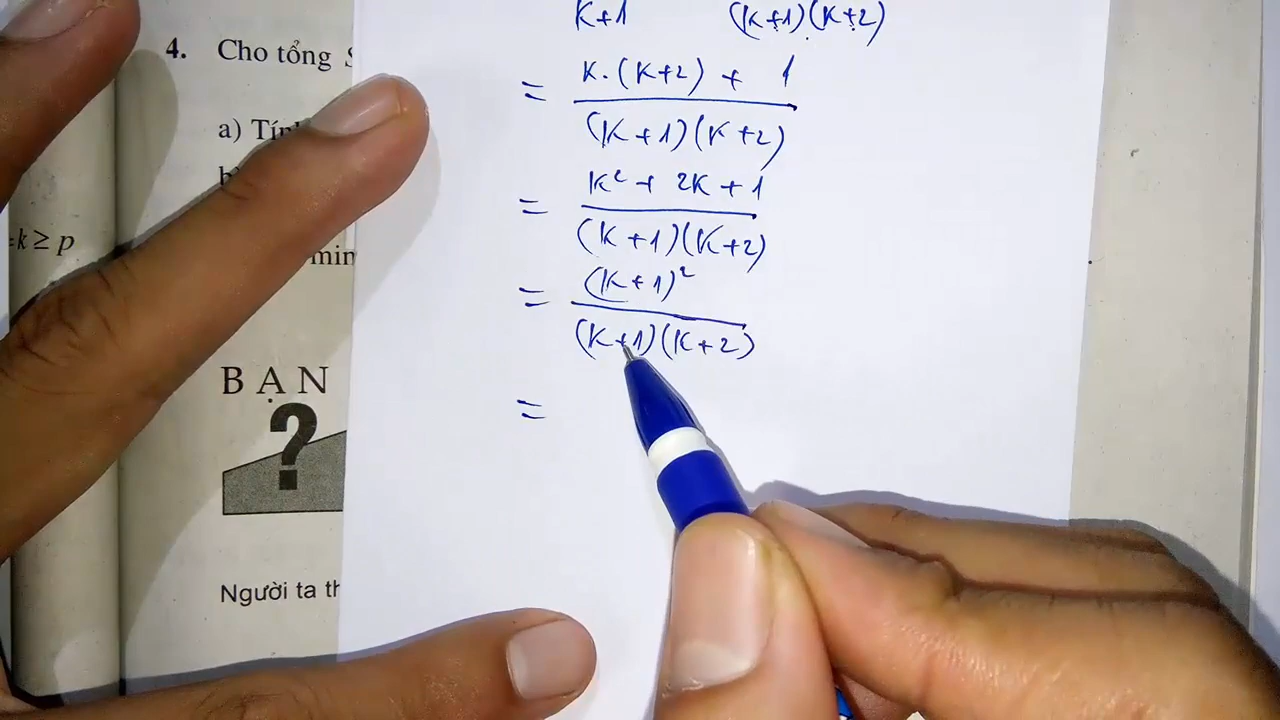 4. Cho tổng S
a) Tín
=k ≥ p
min
BẠN
?
Người ta th
K+1 (K+1)(K+2)
= K.(K+2) + 1
(K+1)(K+2)
= K² + 2K + 1
(K+1)(K+2)
= (K+1)²
(K+1)(K+2)
=